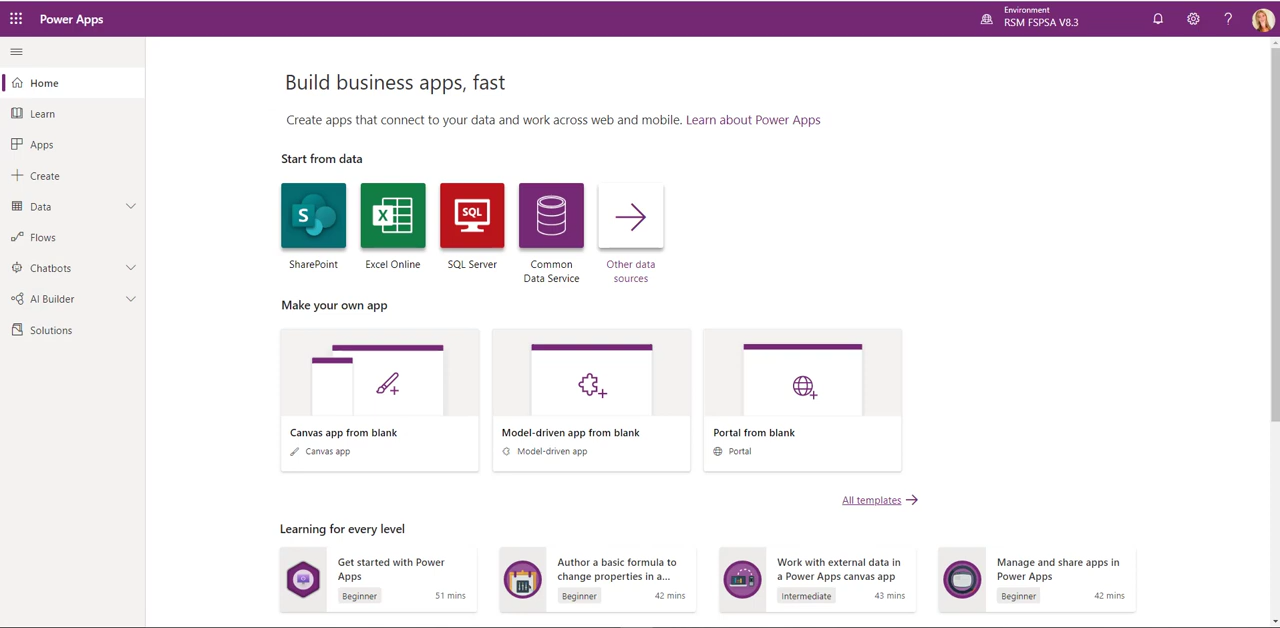 Power Apps
Environment
RSM FSPSA V8.3
?
Home
Learn
Apps
Create
Data
Flows
Chatbots
AI Builder
Solutions
Build business apps, fast
Create apps that connect to your data and work across web and mobile. Learn about Power Apps
Start from data
S
X
SQL
SharePoint
Excel Online
SQL Server
Common
Data Service
Other data
sources
Make your own app
Canvas app from blank
Canvas app
Model-driven app from blank
Model-driven app
Portal from blank
Portal
All templates
Learning for every level
Get started with Power
Apps
Beginner 51 mins
Author a basic formula to
change properties in a...
Beginner 42 mins
Work with external data in
a Power Apps canvas app
Intermediate 43 mins
Manage and share apps in
Power Apps
Beginner 42 mins